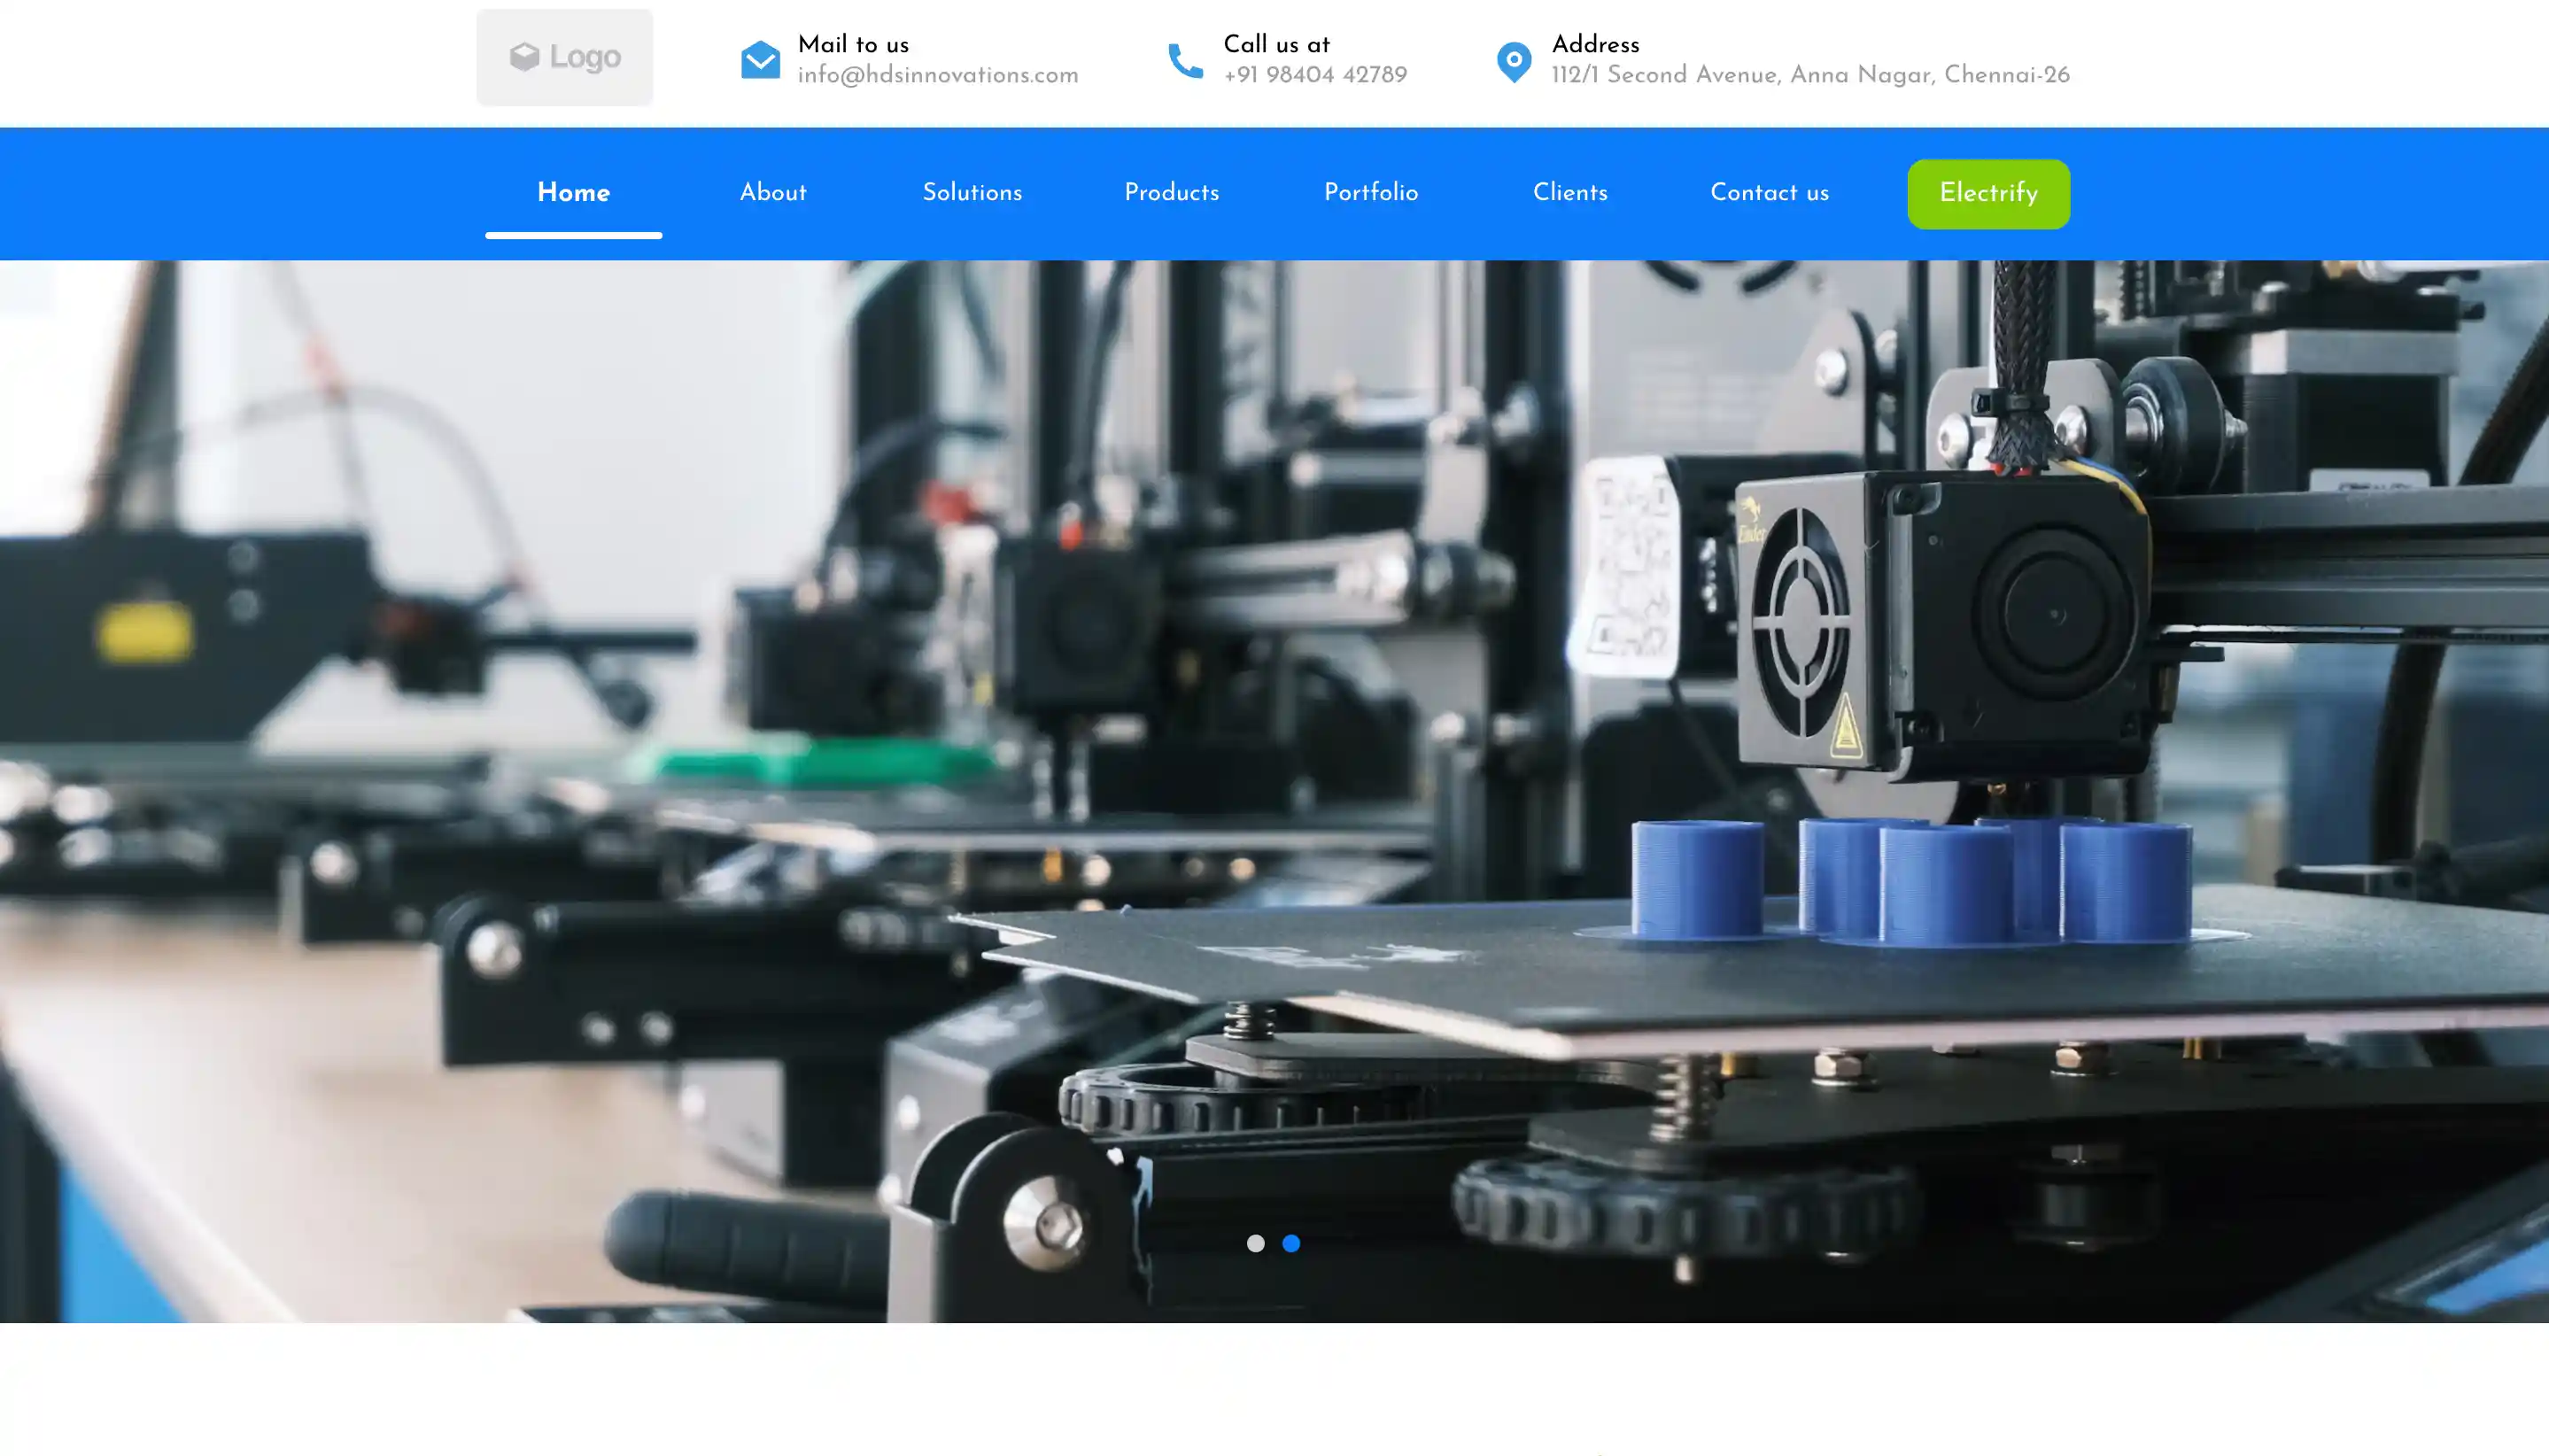 Logo
Mail to us
info@hdsinnovations.com
Call us at
+91 98404 42789
Address
112/1 Second Avenue, Anna Nagar, Chennai-26
Home
About
Solutions
Products
Portfolio
Clients
Contact us
Electrify
Ender